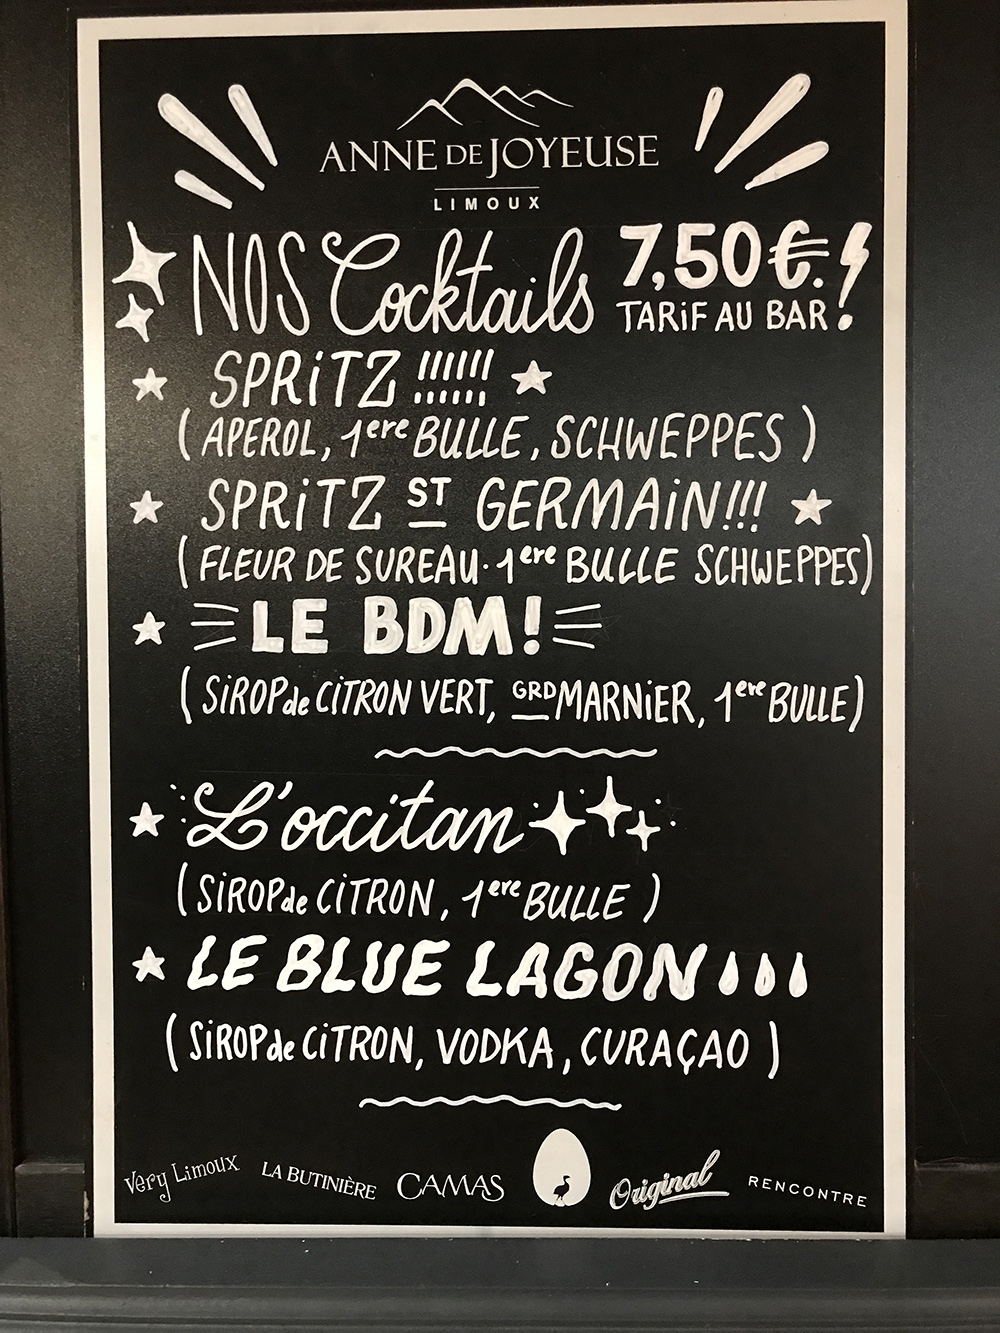 ANNE DE JOYEUSE
LIMOUX
NOS Cocktails 7,50€.!
TARiF AU BAR
SPRiTZ !!!!!!
(APEROL, 1ere BULLE, SCHWEPPES)
SPRiTZ ST GERMAiN!!!
(FLEUR DE SUREAU·1ere BULLE SCHWEPPES)
LE BDM!
(SiROP de CiTRON VERT, GRD MARNiER, 1ere BULLE)
L'occitan
(SiROP de CiTRON, 1ere BULLE)
LE BLUE LAGON
(SiROP de CiTRON, VODKA, CURAÇAO)
Very Limoux LA BUTINIÈRE CAMAS Original RENCONTRE